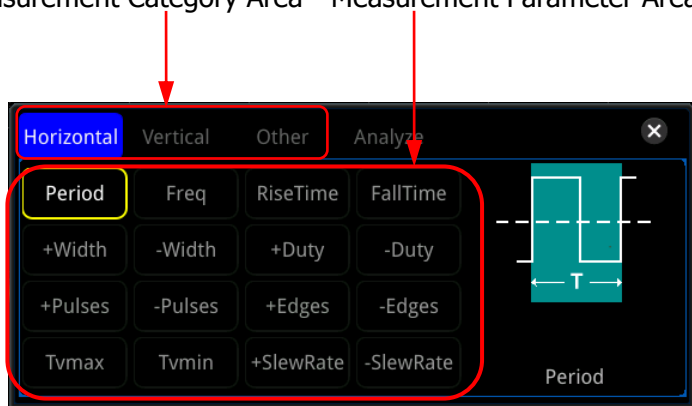 Category Area Measurement Parameter Area
Horizontal Vertical Other Analyze
Period Freq RiseTime FallTime
+Width -Width +Duty -Duty
T
+Pulses -Pulses +Edges -Edges
Tvmax Tvmin +SlewRate -SlewRate
Period